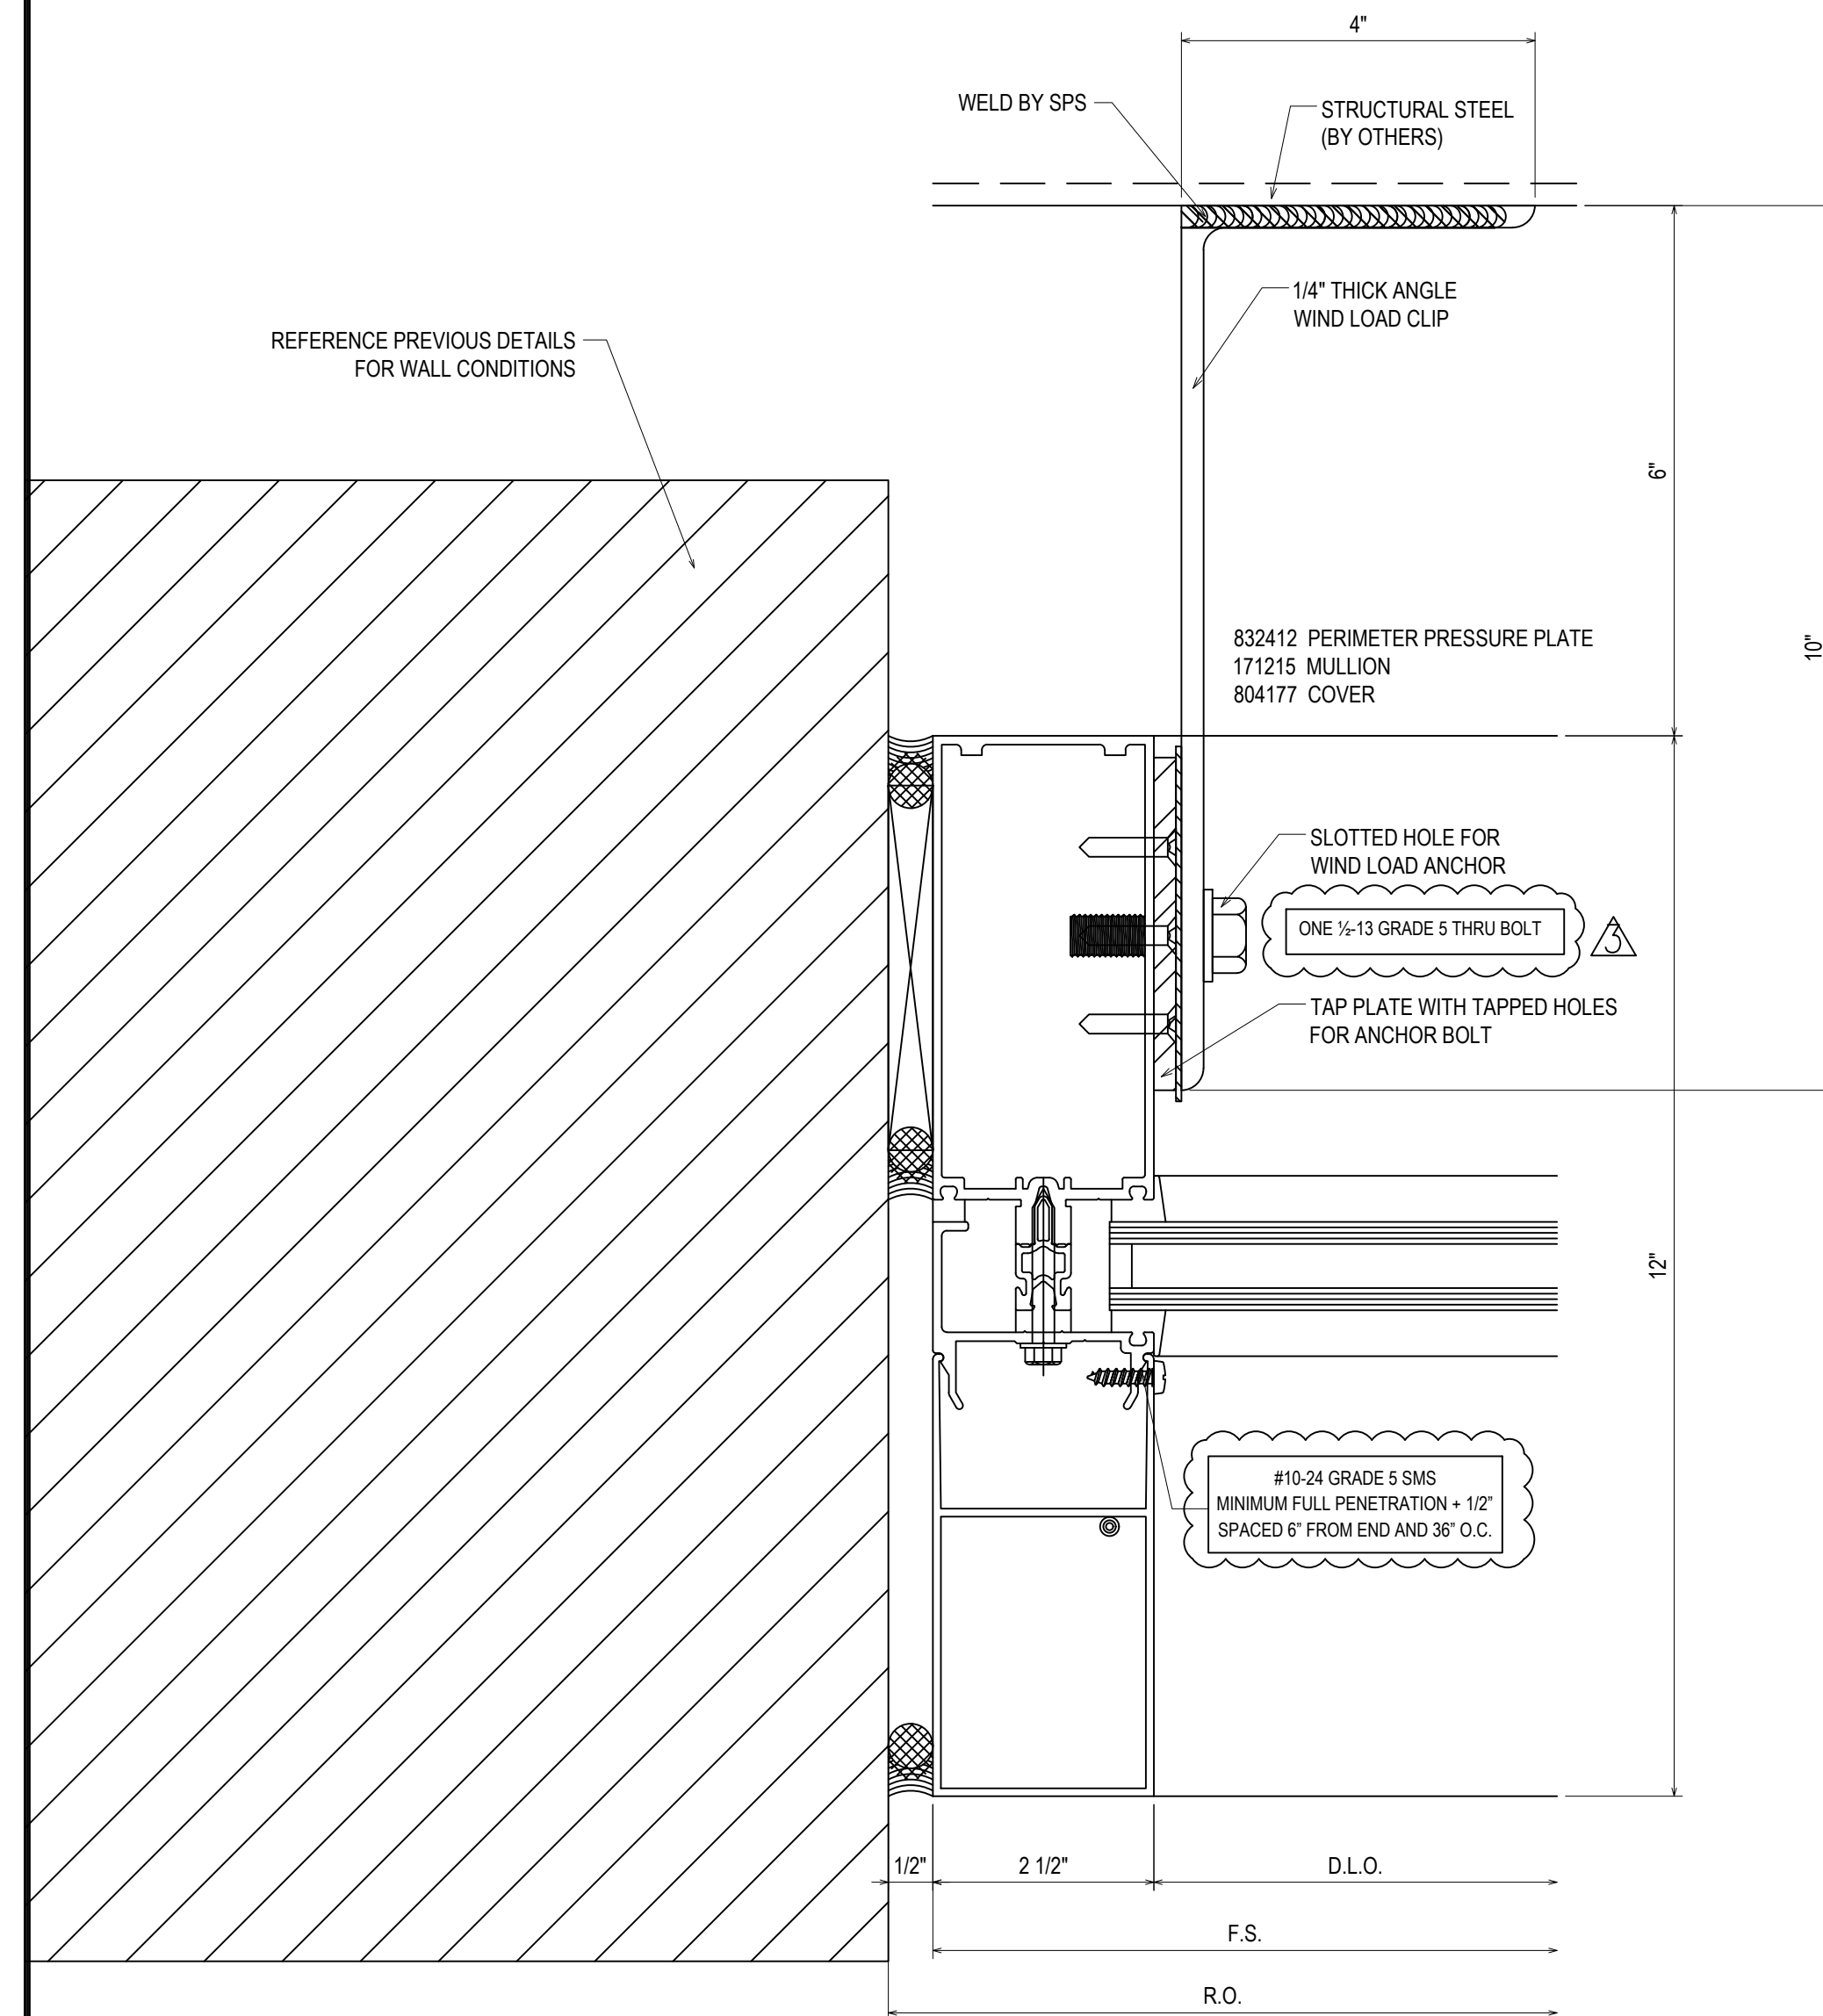 4"
WELD BY SPS
STRUCTURAL STEEL
(BY OTHERS)
1/4" THICK ANGLE
WIND LOAD CLIP
REFERENCE PREVIOUS DETAILS
FOR WALL CONDITIONS
6"
10"
832412 PERIMETER PRESSURE PLATE
171215 MULLION
804177 COVER
SLOTTED HOLE FOR
WIND LOAD ANCHOR
ONE ½-13 GRADE 5 THRU BOLT
3
TAP PLATE WITH TAPPED HOLES
FOR ANCHOR BOLT
12"
#10-24 GRADE 5 SMS
MINIMUM FULL PENETRATION + 1/2”
SPACED 6” FROM END AND 36” O.C.
1/2"
2 1/2"
D.L.O.
F.S.
R.O.